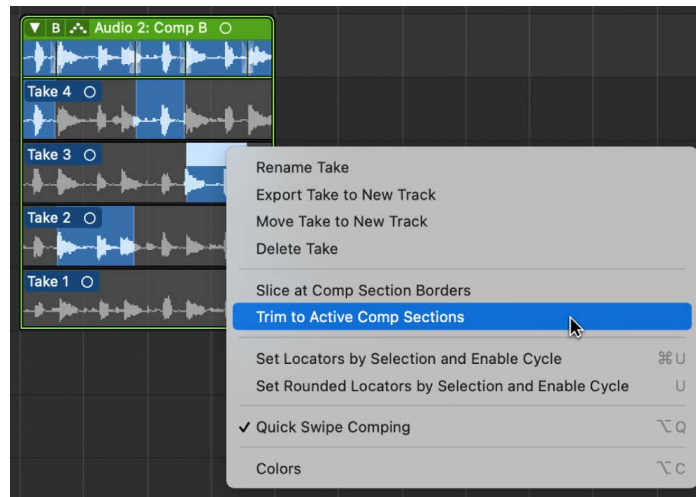 B Audio 2: Comp B
Take 4
Take 3
Take 2
Take 1
Rename Take
Export Take to New Track
Move Take to New Track
Delete Take
Slice at Comp Section Borders
Trim to Active Comp Sections
Set Locators by Selection and Enable Cycle ⌘U
Set Rounded Locators by Selection and Enable Cycle U
✓ Quick Swipe Comping ⌥Q
Colors ⌥C